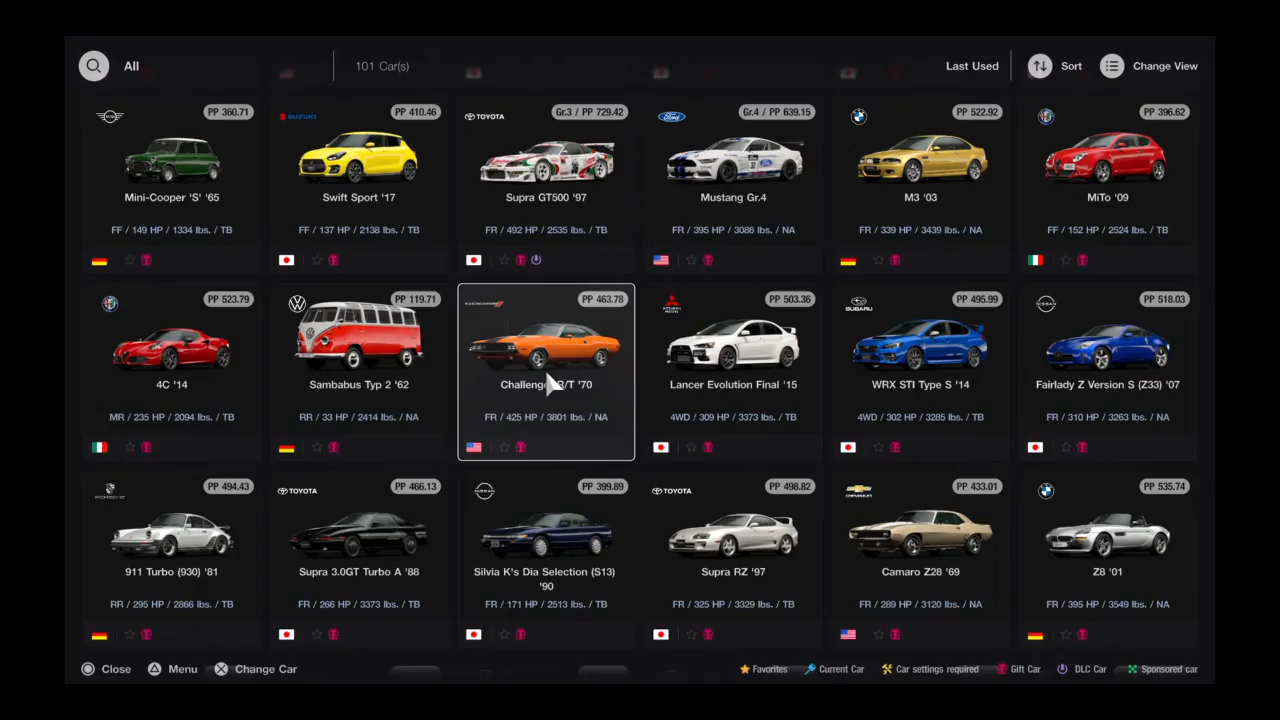 All
101 Car(s)
Last Used
Sort
Change View
MINI
PP 360.71
Mini-Cooper 'S' '65
FF / 149 HP / 1334 lbs. / TB
SUZUKI
PP 410.46
Swift Sport '17
FF / 137 HP / 2138 lbs. / TB
TOYOTA
Gr.3 / PP 729.42
Supra GT500 '97
FR / 492 HP / 2535 lbs. / TB
Ford
Gr.4 / PP 639.15
Mustang Gr.4
FR / 395 HP / 3086 lbs. / NA
PP 522.92
M3 '03
FR / 339 HP / 3439 lbs. / NA
PP 396.62
MiTo '09
FF / 152 HP / 2524 lbs. / TB
PP 523.79
4C '14
MR / 235 HP / 2094 lbs. / TB
PP 119.71
Sambabus Typ 2 '62
RR / 33 HP / 2414 lbs. / NA
DODGE
PP 463.78
Challenger R/T '70
FR / 425 HP / 3801 lbs. / NA
MITSUBISHI
MOTORS
PP 503.36
Lancer Evolution Final '15
4WD / 309 HP / 3373 lbs. / TB
SUBARU
PP 495.99
WRX STI Type S '14
4WD / 302 HP / 3285 lbs. / TB
NISSAN
PP 518.03
Fairlady Z Version S (Z33) '07
FR / 310 HP / 3263 lbs. / NA
PORSCHE
PP 494.43
911 Turbo (930) '81
RR / 295 HP / 2866 lbs. / TB
TOYOTA
PP 466.13
Supra 3.0GT Turbo A '88
FR / 266 HP / 3373 lbs. / TB
NISSAN
PP 399.89
Silvia K's Dia Selection (S13)
'90
FR / 171 HP / 2513 lbs. / TB
TOYOTA
PP 498.82
Supra RZ '97
FR / 325 HP / 3329 lbs. / TB
CHEVROLET
PP 433.01
Camaro Z28 '69
FR / 289 HP / 3120 lbs. / NA
PP 535.74
Z8 '01
FR / 395 HP / 3549 lbs. / NA
Close
Menu
Change Car
Favorites
Current Car
Car settings required
Gift Car
DLC Car
Sponsored car